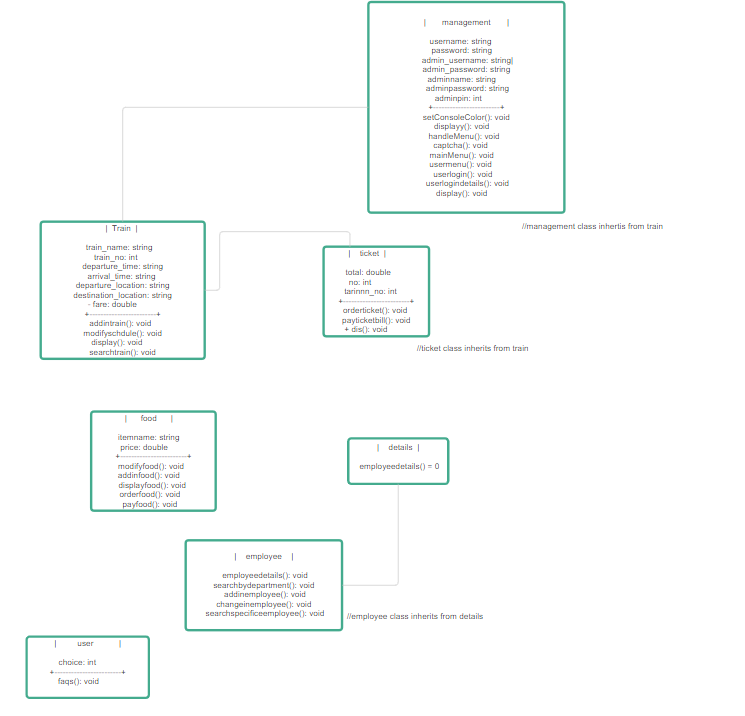 | management |
username: string
password: string
admin_username: string|
admin_password: string
adminname: string
adminpassword: string
adminpin: int
+-------------------------+
setConsoleColor(): void
displayy(): void
handleMenu(): void
captcha(): void
mainMenu(): void
usermenu(): void
userlogin(): void
userlogindetails(): void
display(): void
//management class inhertis from train
| Train |
train_name: string
train_no: int
departure_time: string
arrival_time: string
departure_location: string
destination_location: string
- fare: double
+-------------------------+
addintrain(): void
modifyschdule(): void
display(): void
searchtrain(): void
| ticket |
total: double
no: int
tarinnn_no: int
+-------------------------+
orderticket(): void
payticketbill(): void
+ dis(): void
//ticket class inherits from train
| food |
itemname: string
price: double
+-------------------------+
modifyfood(): void
addinfood(): void
displayfood(): void
orderfood(): void
payfood(): void
| details |
employeedetails() = 0
| employee |
employeedetails(): void
searchbydepartment(): void
addinemployee(): void
changeinemployee(): void
searchspecificeemployee(): void
//employee class inherits from details
| user |
choice: int
+-------------------------+
faqs(): void